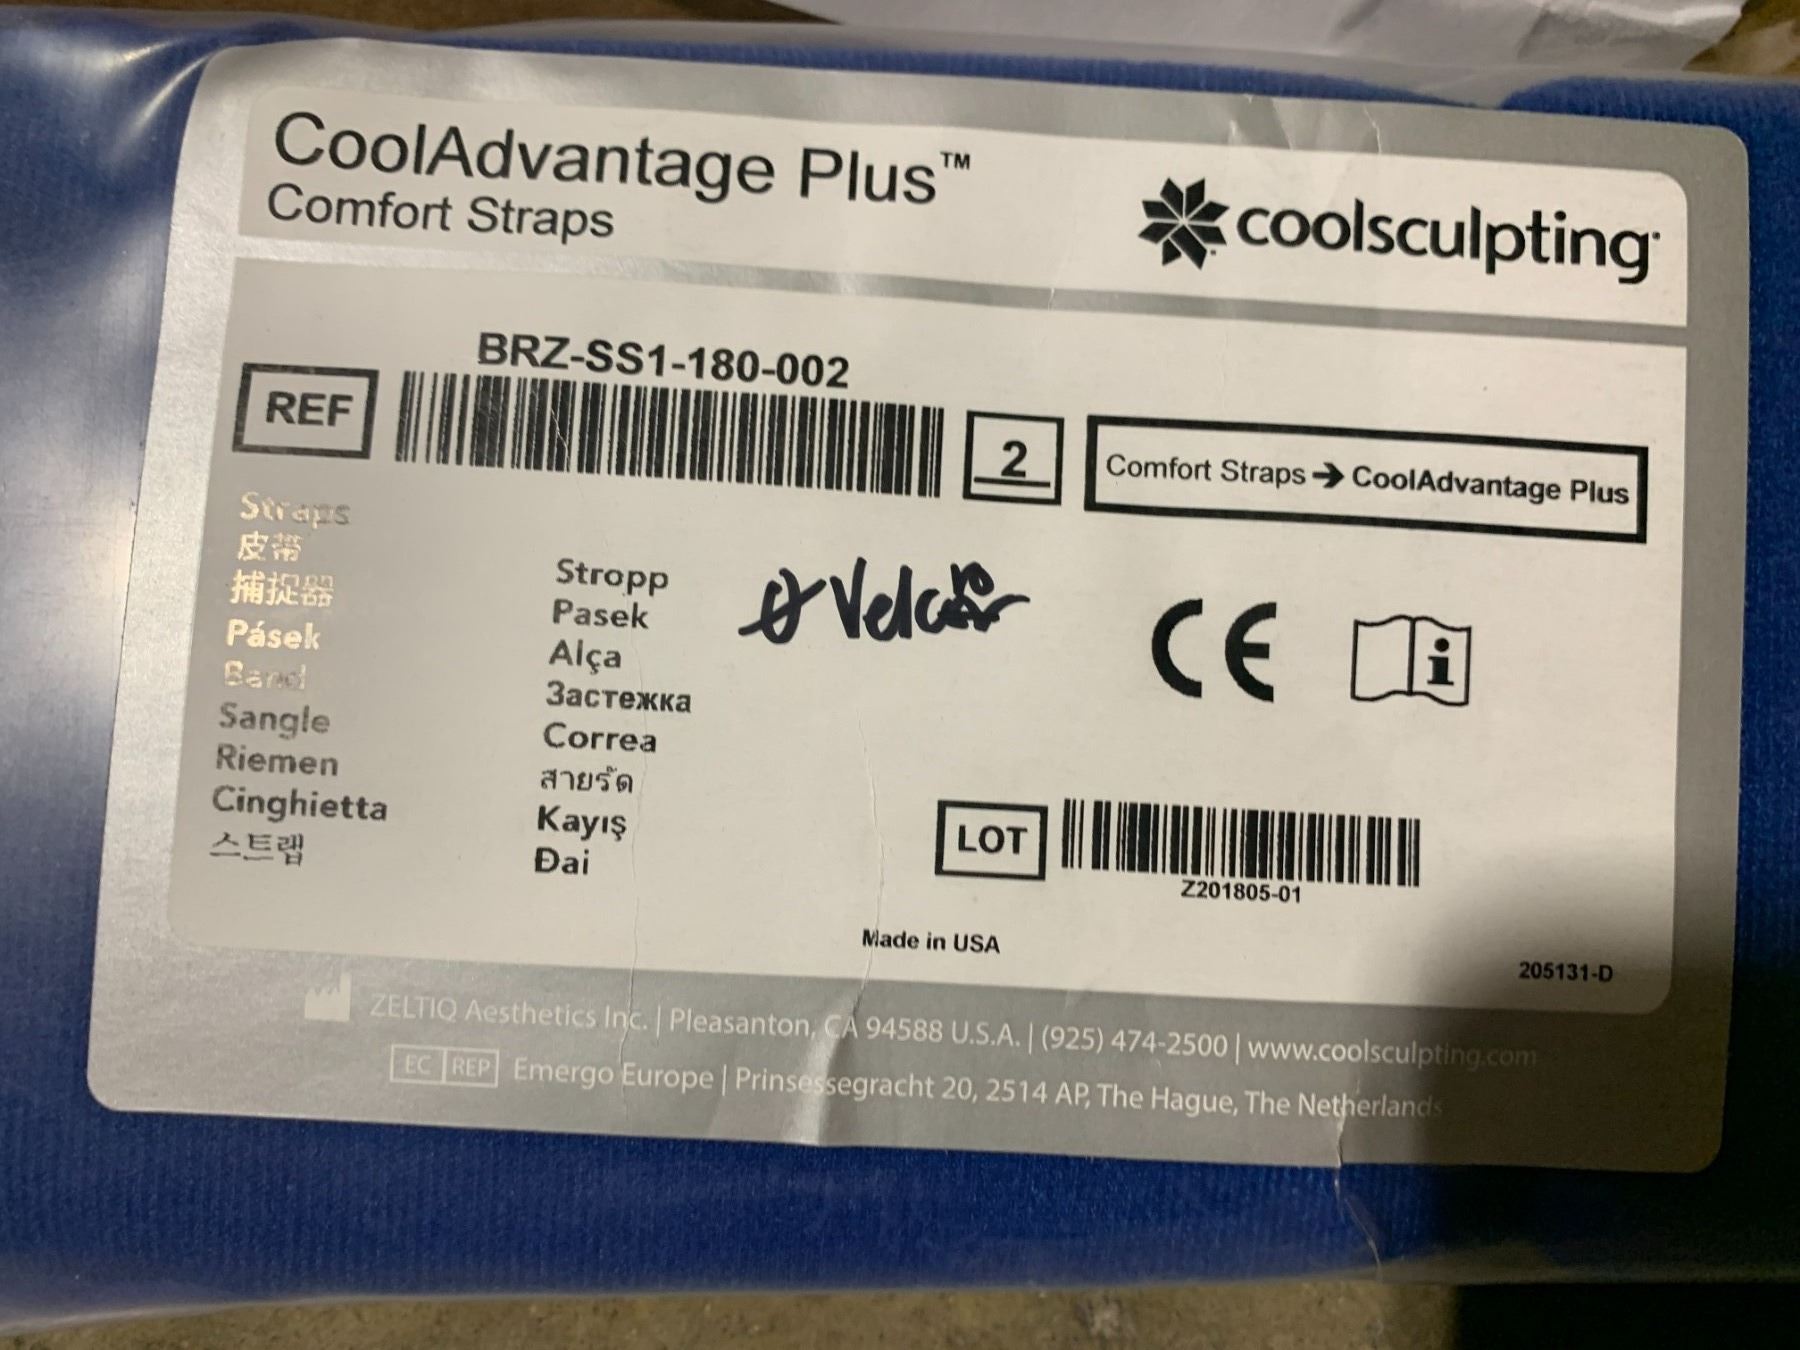 CoolAdvantage Plus™
Comfort Straps
coolsculpting
BRZ-SS1-180-002
REF
2
Comfort Straps → CoolAdvantage Plus
Straps
皮带
捕捉器
Pásek
Band
Sangle
Riemen
Cinghietta
스트랩
Stropp
Pasek
Alça
Застежка
Correa
สายรัด
Kayış
Đai
Velcro
CE
i
LOT
Z201805-01
Made in USA
205131-D
ZELTIQ Aesthetics Inc. | Pleasanton, CA 94588 U.S.A. | (925) 474-2500 | www.coolsculpting.com
EC REP Emergo Europe | Prinsessegracht 20, 2514 AP, The Hague, The Netherlands